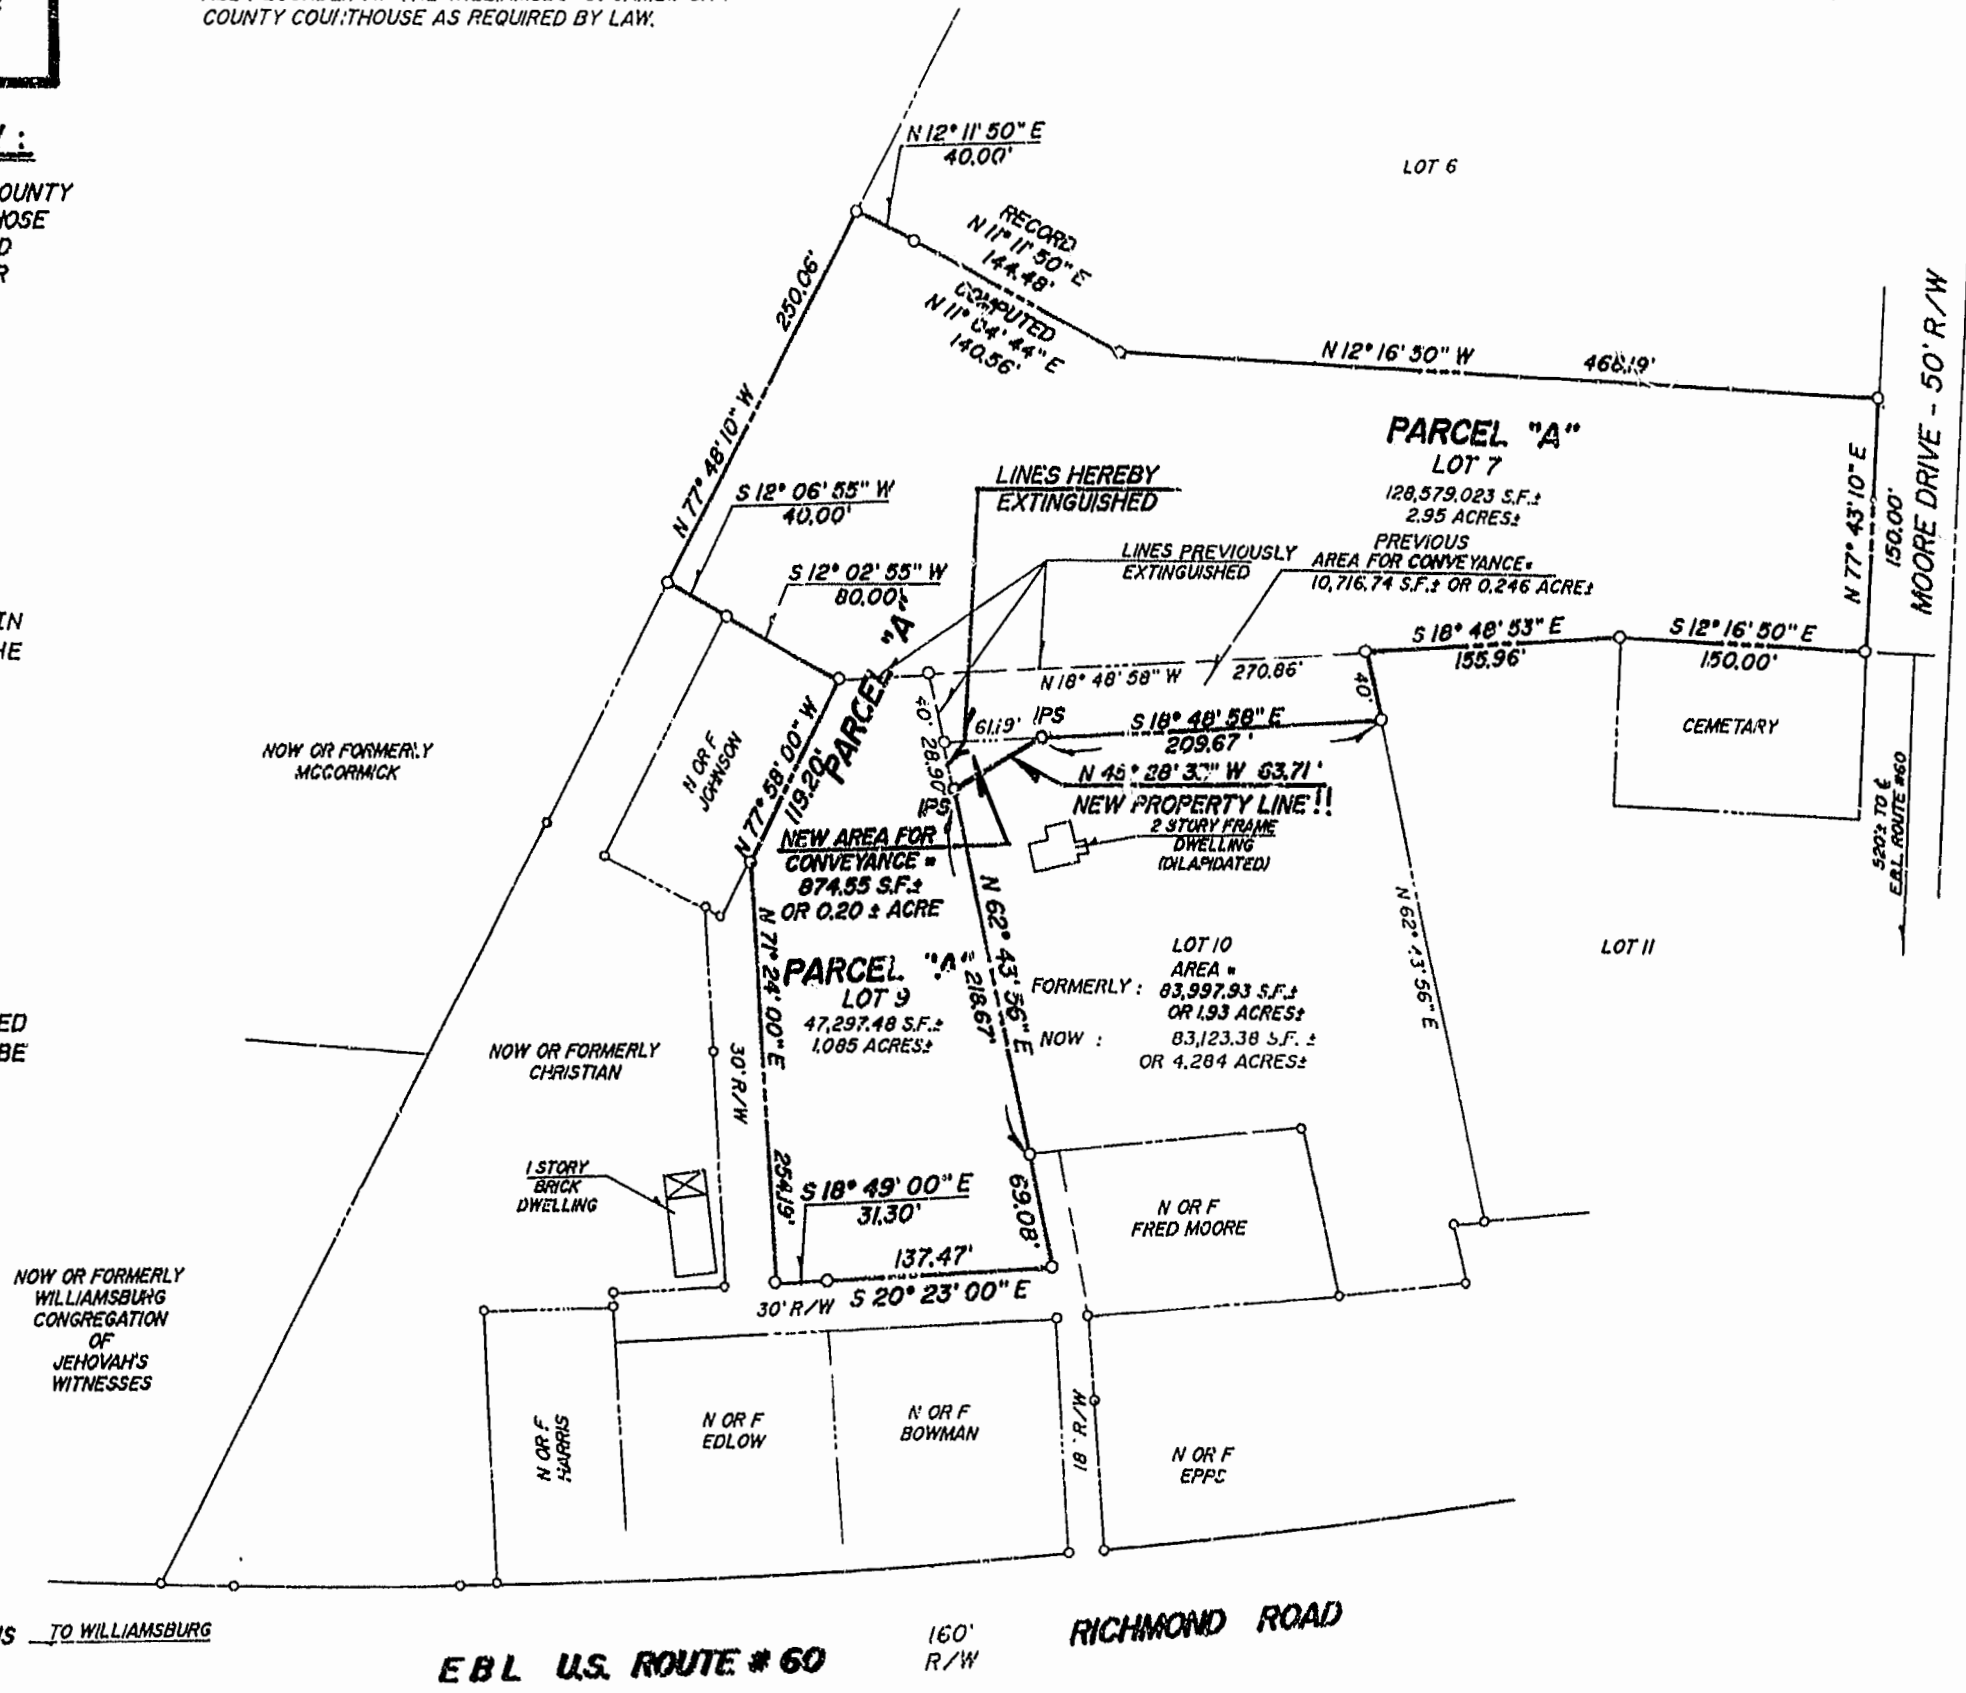 COUNTY COURTHOUSE AS REQUIRED BY LAW.
OUNTY
HOSE
IN
HE
ED
BE
N 12° 11' 50" E
40.00'
LOT 6
RECORD
N 11° 11' 50" E
144.48'
COMPUTED
N 11° 04' 44" E
140.56'
250.06'
N 77° 48' 10" W
N 12° 16' 50" W
PARCEL "A"
LOT 7
128,579.023 S.F.±
2.95 ACRES±
PREVIOUS
AREA FOR CONVEYANCE=
10,716.74 S.F.± OR 0.246 ACRE±
N 77° 43' 10" E
150.00'
MOORE DRIVE - 50' R/W
LINES HEREBY
EXTINGUISHED
S 12° 06' 55" W
40.00'
LINES PREVIOUSLY
EXTINGUISHED
S 12° 02' 55" W
80.00'
PARCEL "A"
S 18° 48' 53" E
155.96'
S 12° 16' 50" E
150.00'
N 18° 48' 58" W
270.86'
40'
40'
61.19'
IPS
S 18° 48' 58" E
209.67'
CEMETARY
28.90'
IPS
W 63.71'
NEW PROPERTY LINE!!
520'± TO ₵
E.B.L. ROUTE #60
NOW OR FORMERLY
MCCORMICK
N OR F
JOHNSON
N 77° 58' 00" W
119.20'
NEW AREA FOR
CONVEYANCE =
874.55 S.F.±
OR 0.20 ± ACRE
2 STORY FRAME
DWELLING
(DILAPIDATED)
N 62° 43' 56" E
218.67'
N 62° 43' 56" E
N 71° 24' 00" E
254.19'
PARCEL "A"
LOT 9
47,297.48 S.F.±
1.085 ACRES±
LOT 10
AREA =
FORMERLY : 83,997.93 S.F.±
OR 1.93 ACRES±
NOW : 83,123.38 S.F. ±
OR 4.284 ACRES±
LOT 11
NOW OR FORMERLY
CHRISTIAN
30' R/W
1 STORY
BRICK
DWELLING
S 18° 49' 00" E
31.30'
69.08'
137.47'
S 20° 23' 00" E
30' R/W
N OR F
FRED MOORE
NOW OR FORMERLY
WILLIAMSBURG
CONGREGATION
OF
JEHOVAH'S
WITNESSES
N OR F
HARRIS
N OR F
EDLOW
N OR F
BOWMAN
18' R/W
N OR F
EPPS
TO WILLIAMSBURG
EBL U.S. ROUTE # 60
160'
R/W
RICHMOND ROAD